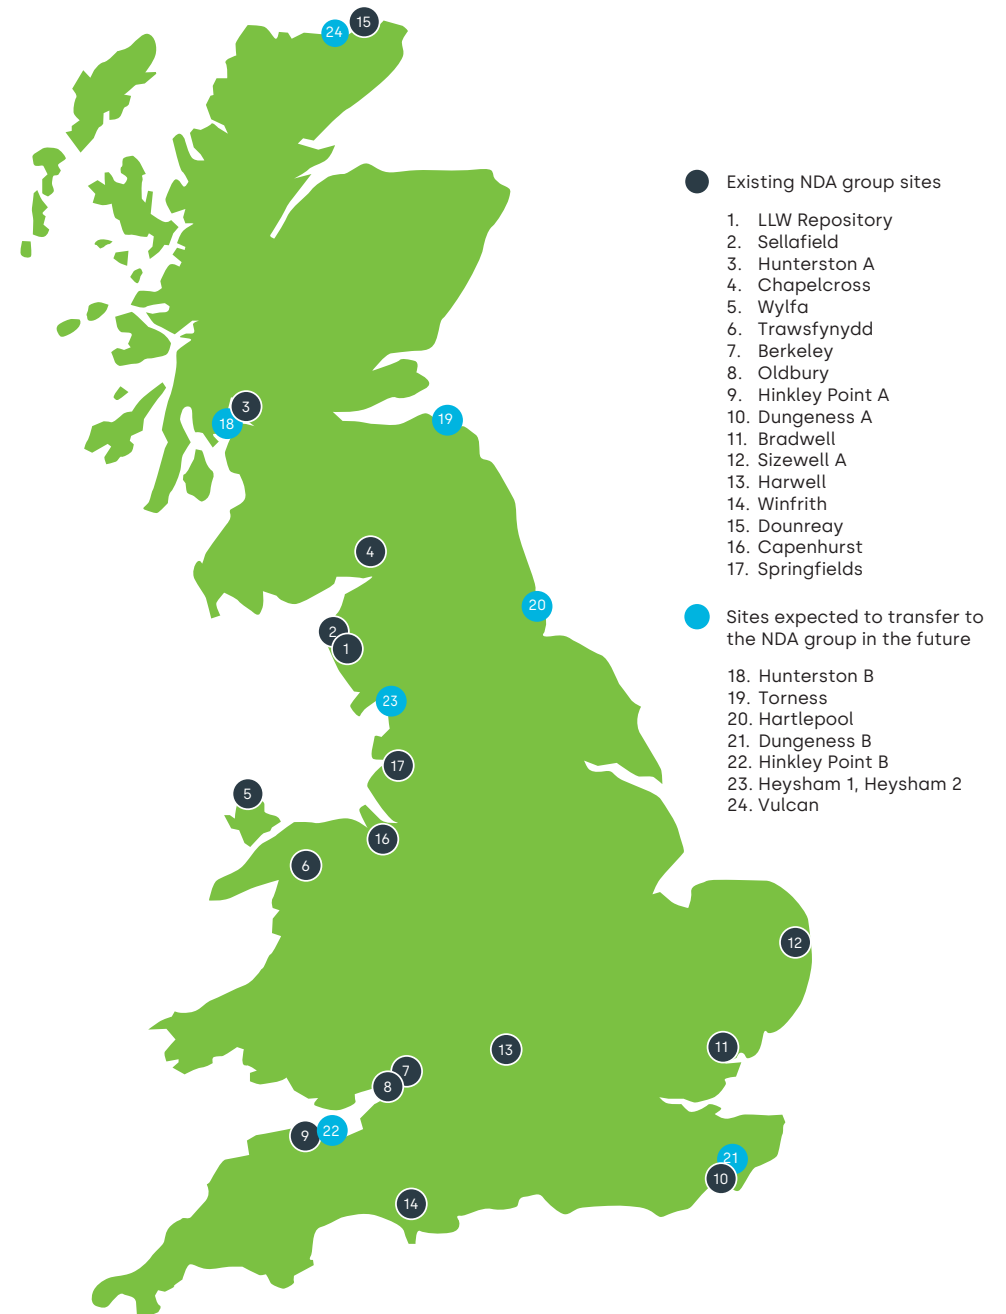 24
15
Existing NDA group sites
1. LLW Repository
2. Sellafield
3. Hunterston A
4. Chapelcross
5. Wylfa
6. Trawsfynydd
7. Berkeley
8. Oldbury
9. Hinkley Point A
10. Dungeness A
11. Bradwell
12. Sizewell A
13. Harwell
14. Winfrith
15. Dounreay
16. Capenhurst
17. Springfields
Sites expected to transfer to
the NDA group in the future
18. Hunterston B
19. Torness
20. Hartlepool
21. Dungeness B
22. Hinkley Point B
23. Heysham 1, Heysham 2
24. Vulcan
3
18
19
4
20
2
1
23
17
5
16
6
12
13
11
7
8
9
22
21
10
14